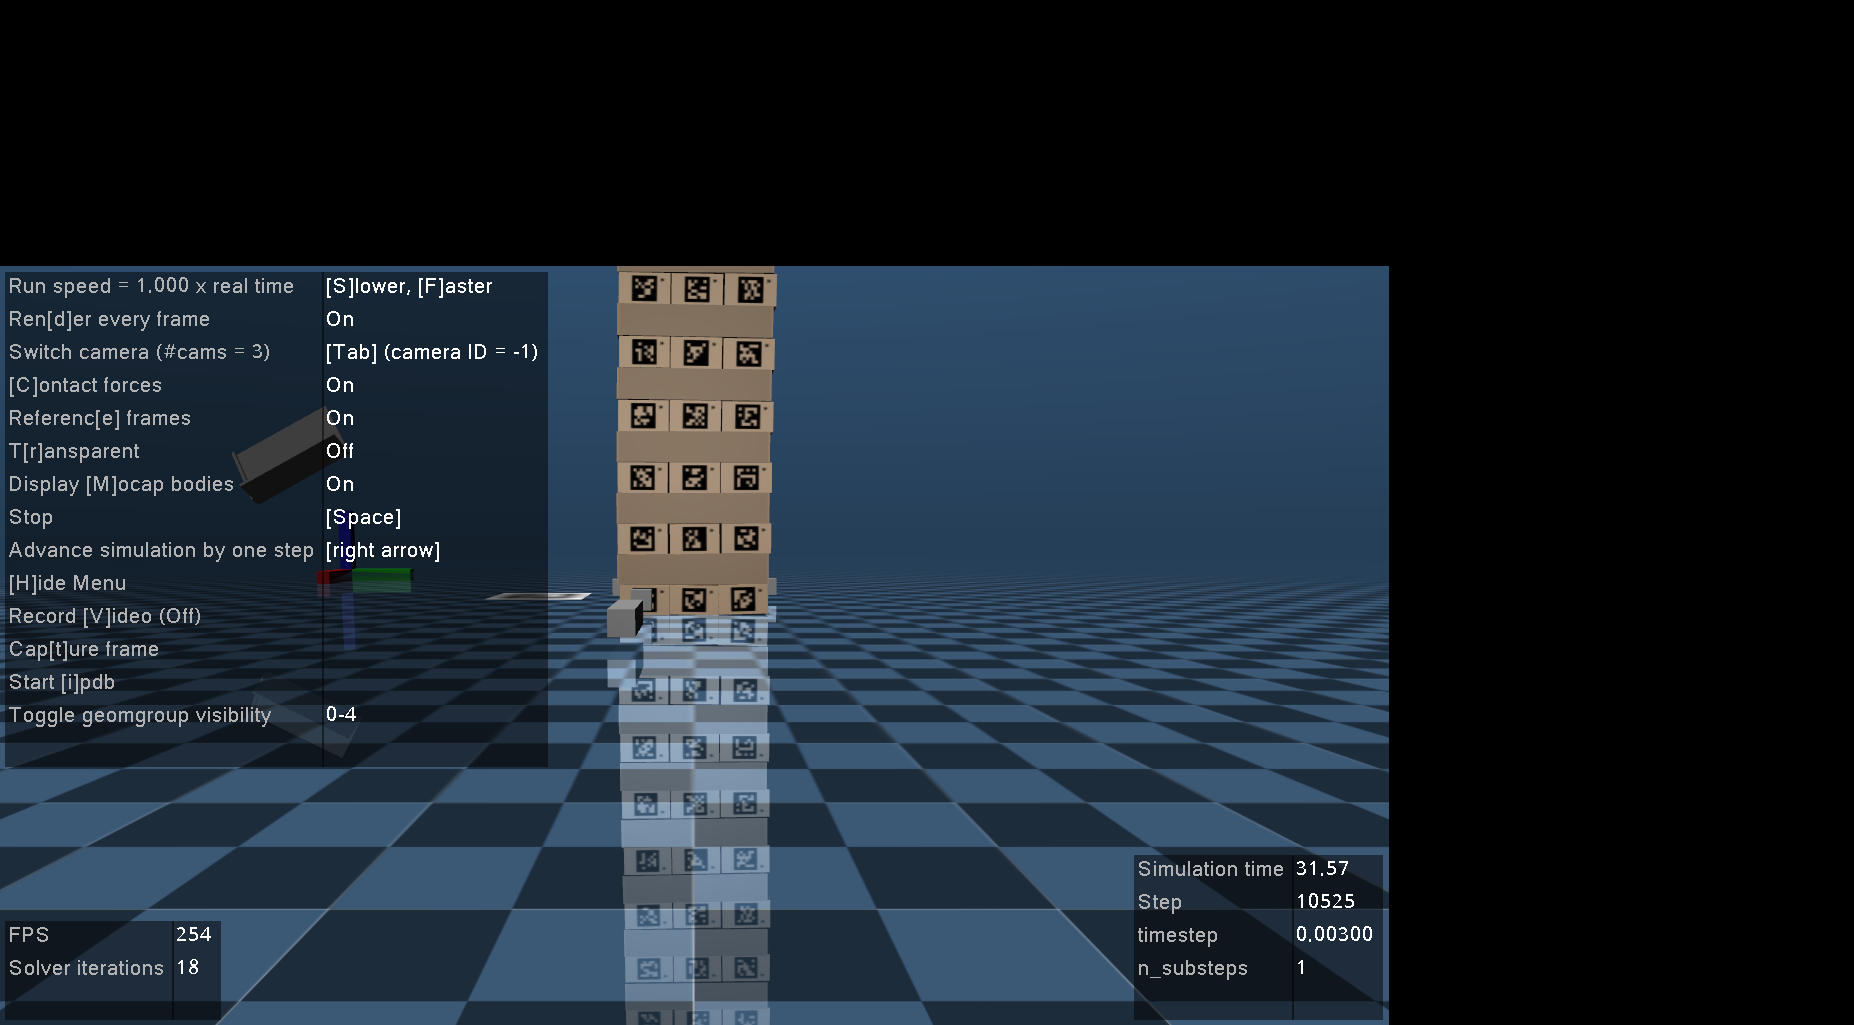 Run speed = 1.000 x real time [S]lower, [F]aster
Ren[d]er every frame On
Switch camera (#cams = 3) [Tab] (camera ID = -1)
[C]ontact forces On
Referenc[e] frames On
T[r]ansparent Off
Display [M]ocap bodies On
Stop [Space]
Advance simulation by one step [right arrow]
[H]ide Menu
Record [V]ideo (Off)
Cap[t]ure frame
Start [i]pdb
Toggle geomgroup visibility 0-4
FPS 254
Solver iterations 18
Simulation time 31.57
Step 10525
timestep 0.00300
n_substeps 1